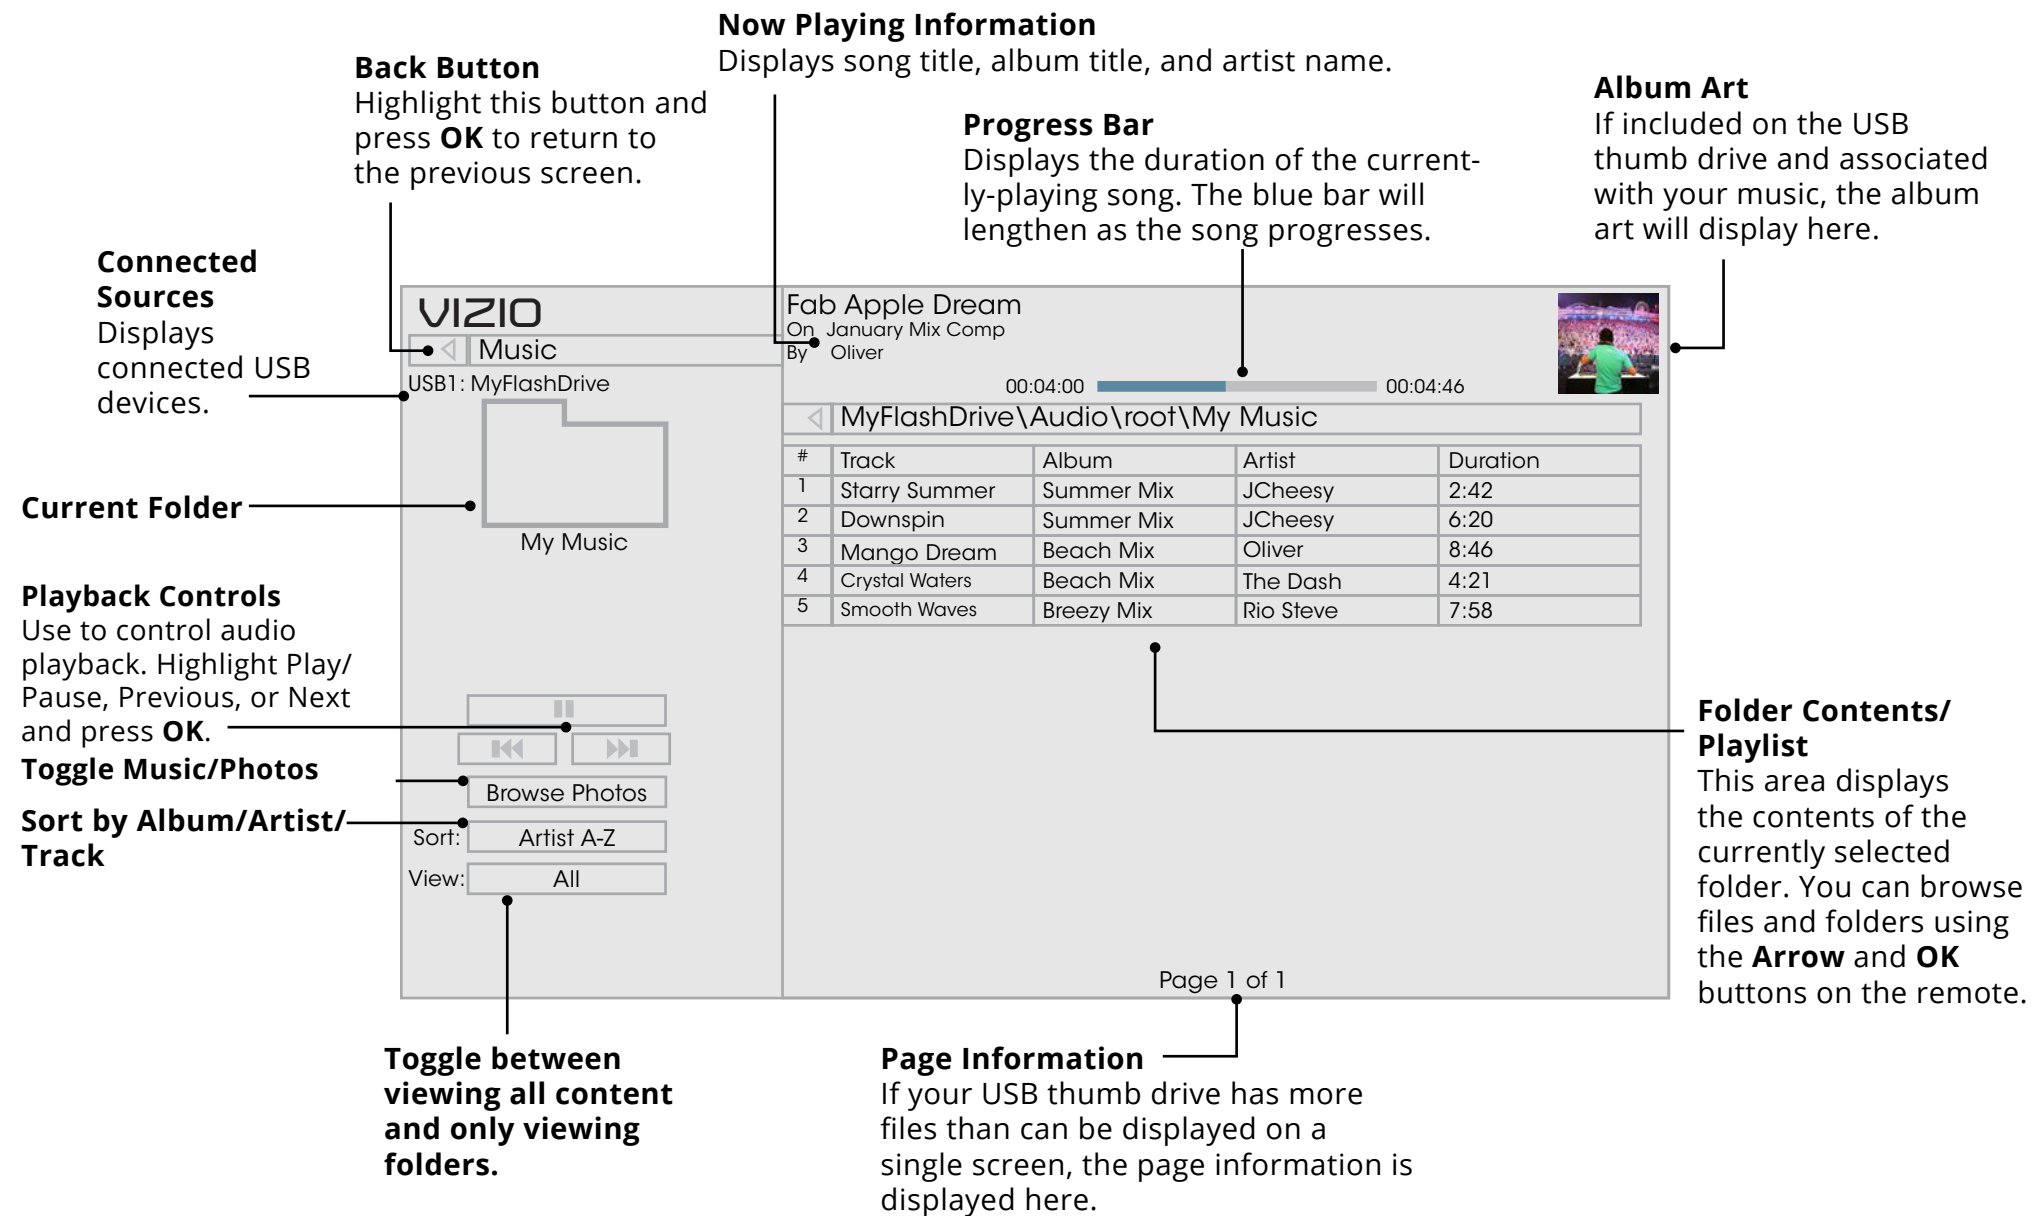 Now Playing Information
Displays song title, album title, and artist name.
Back Button
Highlight this button and
press OK to return to
the previous screen.
Progress Bar
Displays the duration of the current-
ly-playing song. The blue bar will
lengthen as the song progresses.
Album Art
If included on the USB
thumb drive and associated
with your music, the album
art will display here.
Connected
Sources
Displays
connected USB
devices.
Current Folder
Playback Controls
Use to control audio
playback. Highlight Play/
Pause, Previous, or Next
and press OK.
Toggle Music/Photos
Sort by Album/Artist/
Track
VIZIO
Music
USB1: MyFlashDrive
My Music
Browse Photos
Sort: Artist A-Z
View: All
Fab Apple Dream
On January Mix Comp
By Oliver
00:04:00 00:04:46
MyFlashDrive\Audio\root\My Music
# Track Album Artist Duration
1 Starry Summer Summer Mix JCheesy 2:42
2 Downspin Summer Mix JCheesy 6:20
3 Mango Dream Beach Mix Oliver 8:46
4 Crystal Waters Beach Mix The Dash 4:21
5 Smooth Waves Breezy Mix Rio Steve 7:58
Page 1 of 1
Folder Contents/
Playlist
This area displays
the contents of the
currently selected
folder. You can browse
files and folders using
the Arrow and OK
buttons on the remote.
Toggle between
viewing all content
and only viewing
folders.
Page Information
If your USB thumb drive has more
files than can be displayed on a
single screen, the page information is
displayed here.